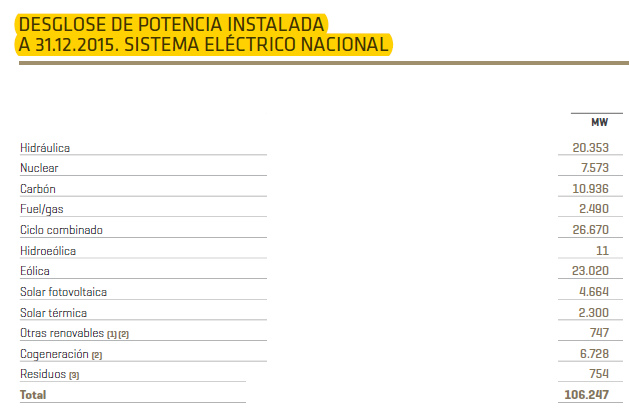 DESGLOSE DE POTENCIA INSTALADA
A 31.12.2015. SISTEMA ELÉCTRICO NACIONAL
MW
Hidráulica 20.353
Nuclear 7.573
Carbón 10.936
Fuel/gas 2.490
Ciclo combinado 26.670
Hidroeólica 11
Eólica 23.020
Solar fotovoltaica 4.664
Solar térmica 2.300
Otras renovables (1) (2) 747
Cogeneración (2) 6.728
Residuos (3) 754
Total 106.247